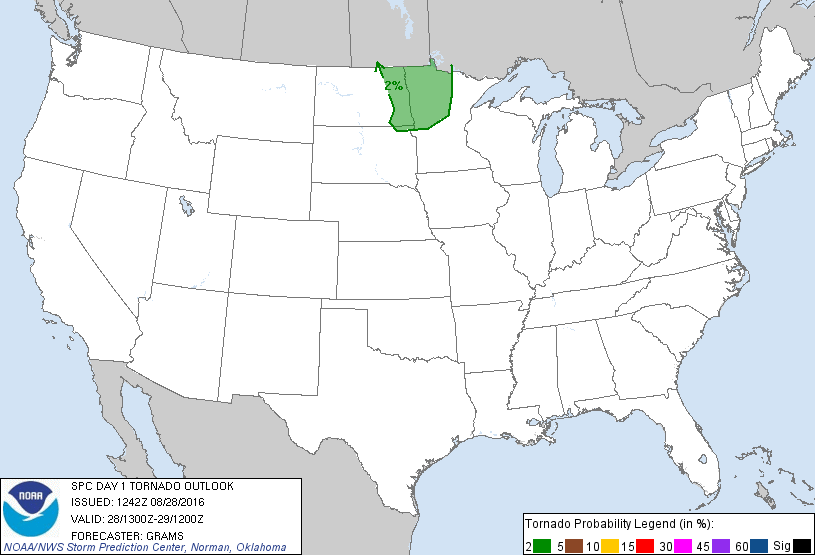 2%
SPC DAY 1 TORNADO OUTLOOK
ISSUED: 1242Z 08/28/2016
VALID: 28/1300Z-29/1200Z
FORECASTER: GRAMS
NOAA/NWS Storm Prediction Center, Norman, Oklahoma
NOAA
Tornado Probability Legend (in %):
2 5 10 15 30 45 60 Sig